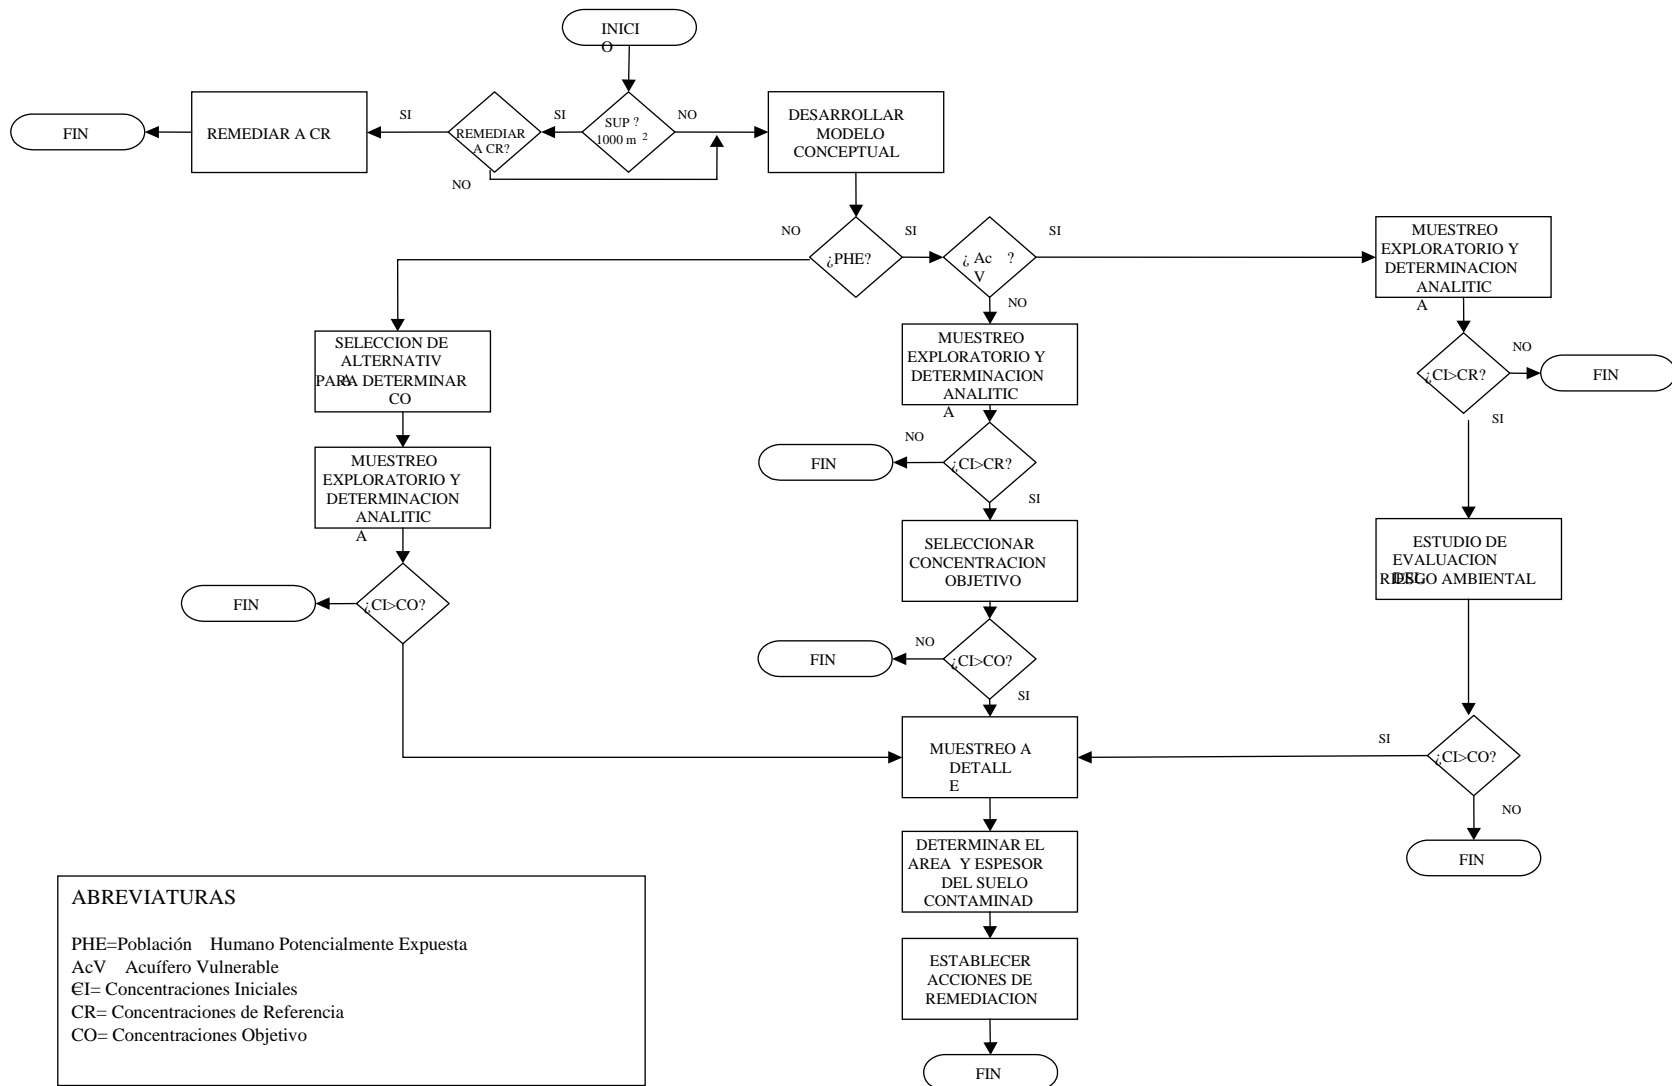 INICI
O
FIN
REMEDIAR A CR
SI
REMEDIAR
A CR?
NO
SI
SUP ?
1000 m 2
NO
DESARROLLAR
MODELO
CONCEPTUAL
NO
¿PHE?
SI
¿ Ac ?
V
SI
NO
MUESTREO
EXPLORATORIO Y
DETERMINACION
ANALITIC
A
¿CI>CR?
NO
FIN
SI
SELECCION DE
ALTERNATIV
A
PARA DETERMINAR
CO
MUESTREO
EXPLORATORIO Y
DETERMINACION
ANALITIC
A
FIN
¿CI>CO?
MUESTREO
EXPLORATORIO Y
DETERMINACION
ANALITIC
A
NO
FIN
¿CI>CR?
SI
SELECCIONAR
CONCENTRACION
OBJETIVO
NO
FIN
¿CI>CO?
SI
ESTUDIO DE
EVALUACION
DEL
RIESGO AMBIENTAL
SI
¿CI>CO?
NO
FIN
MUESTREO A
DETALL
E
DETERMINAR EL
AREA Y ESPESOR
DEL SUELO
CONTAMINAD
ESTABLECER
ACCIONES DE
REMEDIACION
FIN
ABREVIATURAS
PHE=Población Humano Potencialmente Expuesta
AcV Acuífero Vulnerable
=
CI= Concentraciones Iniciales
CR= Concentraciones de Referencia
CO= Concentraciones Objetivo